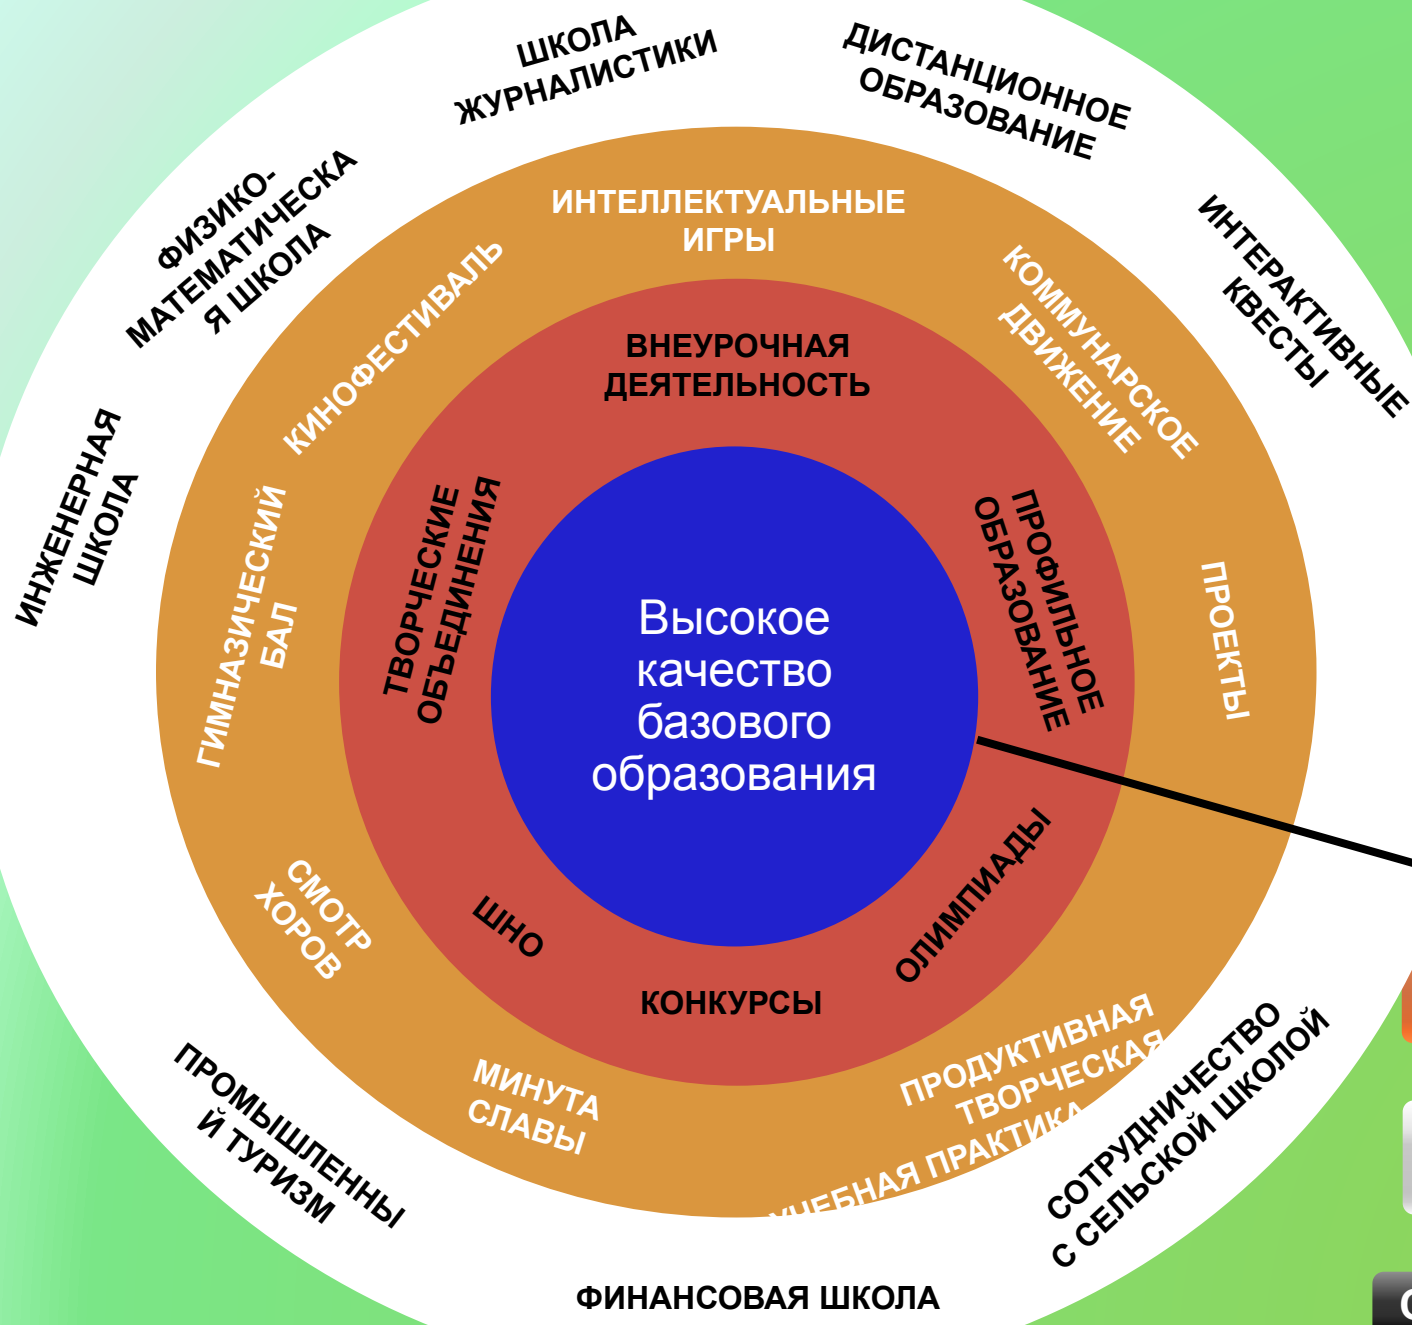 ШКОЛА
ЖУРНАЛИСТИКИ
ДИСТАНЦИОННОЕ
ОБРАЗОВАНИЕ
ФИЗИКО-
МАТЕМАТИЧЕСКА
Я ШКОЛА
ИНТЕРАКТИВНЫЕ
КВЕСТЫ
ИНТЕЛЛЕКТУАЛЬНЫЕ
ИГРЫ
КИНОФЕСТИВАЛЬ
КОММУНАРСКОЕ
ДВИЖЕНИЕ
ВНЕУРОЧНАЯ
ДЕЯТЕЛЬНОСТЬ
ИНЖЕНЕРНАЯ
ШКОЛА
ГИМНАЗИЧЕСКИЙ
БАЛ
ТВОРЧЕСКИЕ
ОБЪЕДИНЕНИЯ
ПРОФИЛЬНОЕ
ОБРАЗОВАНИЕ
ПРОЕКТЫ
Высокое
качество
базового
образования
СМОТР
ХОРОВ
ШНО
ОЛИМПИАДЫ
КОНКУРСЫ
МИНУТА
СЛАВЫ
ПРОДУКТИВНАЯ
ТВОРЧЕСКАЯ
УЧЕБНАЯ ПРАКТИКА
СОТРУДНИЧЕСТВО
С СЕЛЬСКОЙ ШКОЛОЙ
ПРОМЫШЛЕННЫ
Й ТУРИЗМ
ФИНАНСОВАЯ ШКОЛА